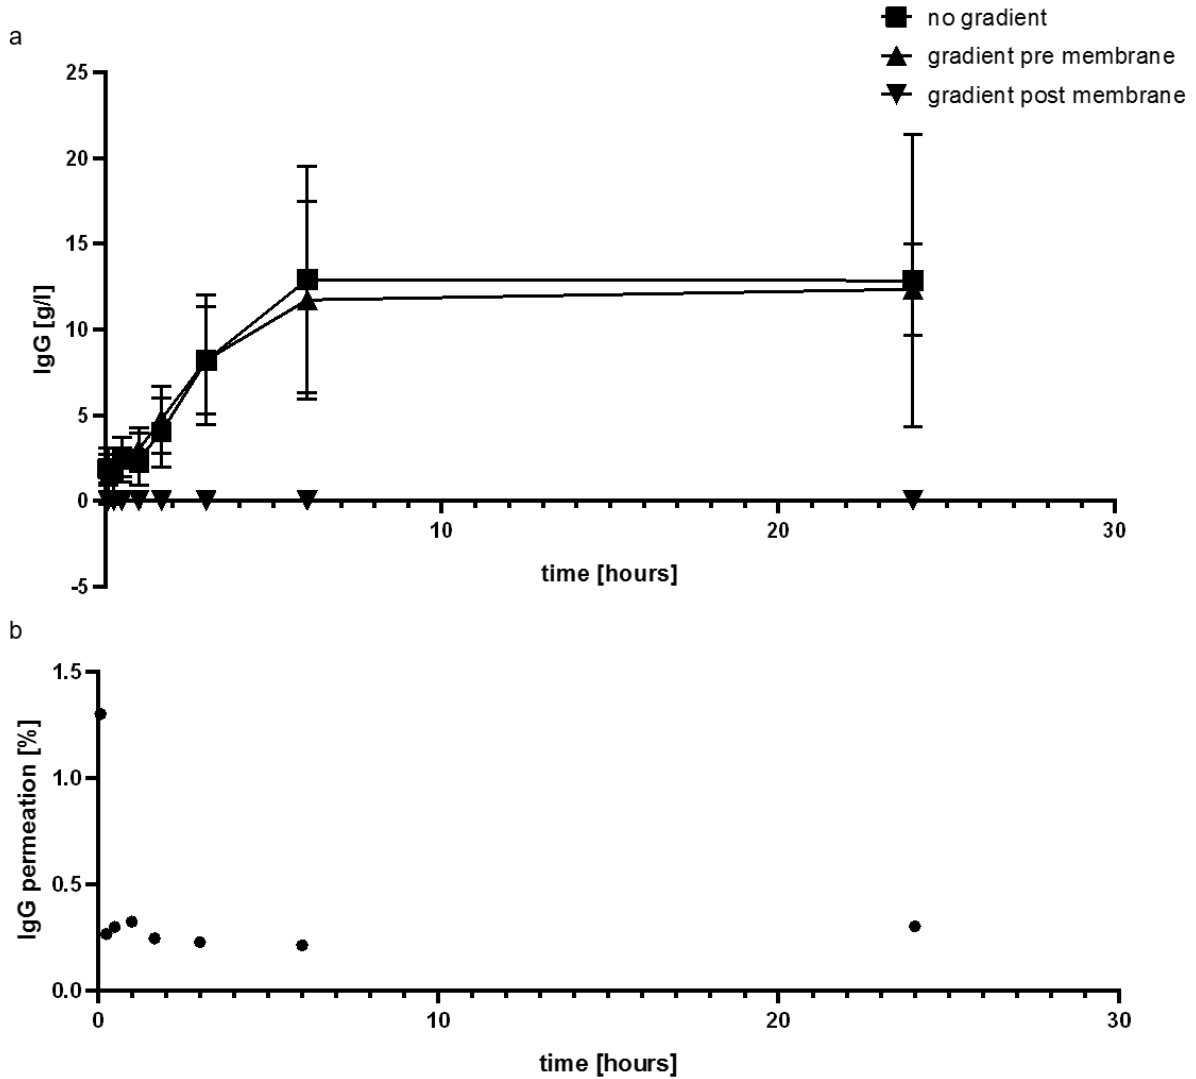 a
no gradient
gradient pre membrane
gradient post membrane
25
20
15
10
5
0
-5
IgG [g/l]
10 20 30
time [hours]
b
1.5
1.0
0.5
0.0
IgG permeation [%]
0 10 20 30
time [hours]